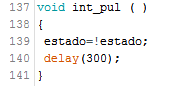 137 void int_pul ( )
138 {
139 estado=!estado;
140 delay(300);
141 }